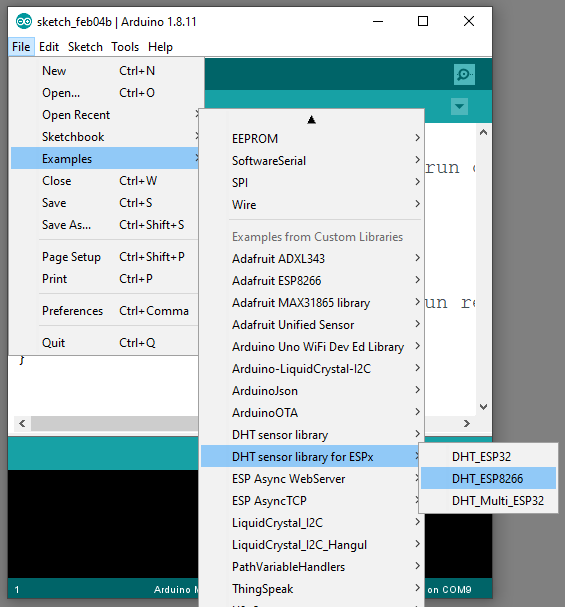 sketch_feb04b | Arduino 1.8.11
File Edit Sketch Tools Help
New Ctrl+N
Open... Ctrl+O
Open Recent
Sketchbook
Examples
Close Ctrl+W
Save Ctrl+S
Save As... Ctrl+Shift+S
Page Setup Ctrl+Shift+P
Print Ctrl+P
Preferences Ctrl+Comma
Quit Ctrl+Q
}
run
un re
EEPROM
SoftwareSerial
SPI
Wire
Examples from Custom Libraries
Adafruit ADXL343
Adafruit ESP8266
Adafruit MAX31865 library
Adafruit Unified Sensor
Arduino Uno WiFi Dev Ed Library
Arduino-LiquidCrystal-I2C
ArduinoJson
ArduinoOTA
DHT sensor library
DHT sensor library for ESPx
ESP Async WebServer
ESP AsyncTCP
LiquidCrystal_I2C
LiquidCrystal_I2C_Hangul
PathVariableHandlers
ThingSpeak
DHT_ESP32
DHT_ESP8266
DHT_Multi_ESP32
1 Arduino on COM9